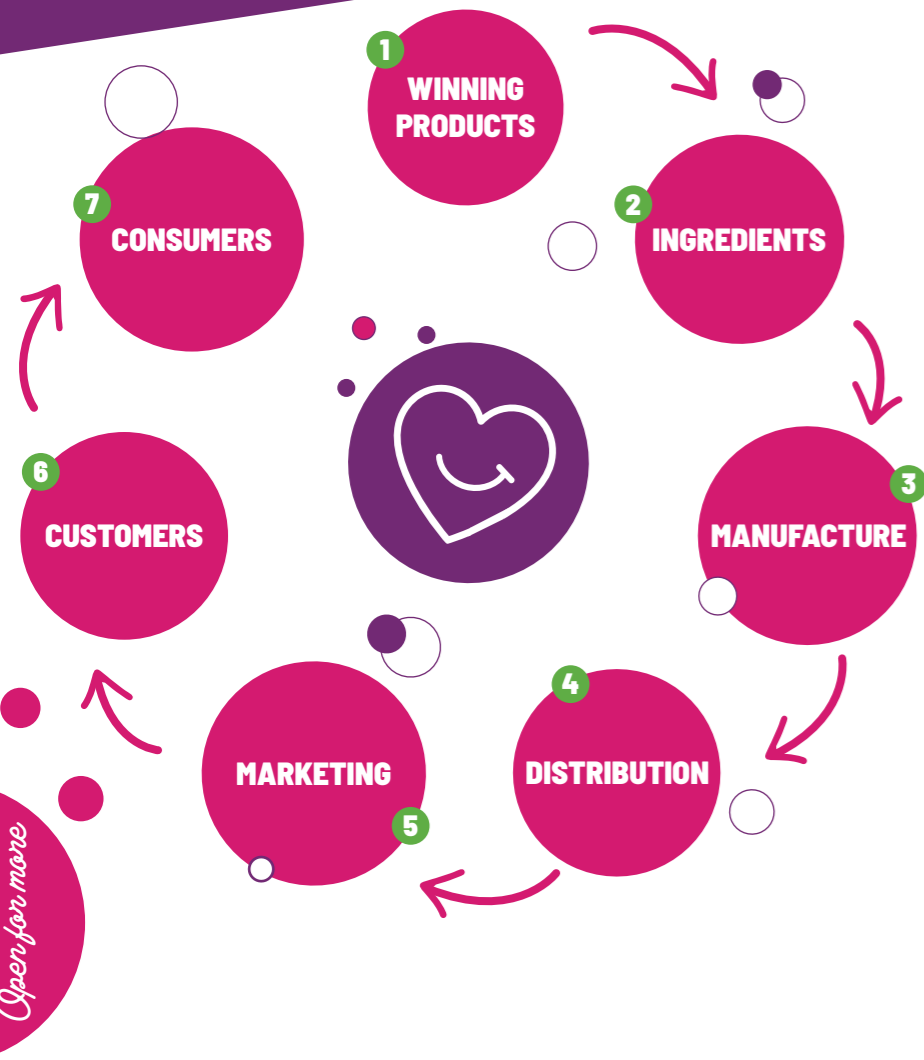 1
WINNING
PRODUCTS
2
INGREDIENTS
3
MANUFACTURE
4
DISTRIBUTION
5
MARKETING
6
CUSTOMERS
7
CONSUMERS
Open for more